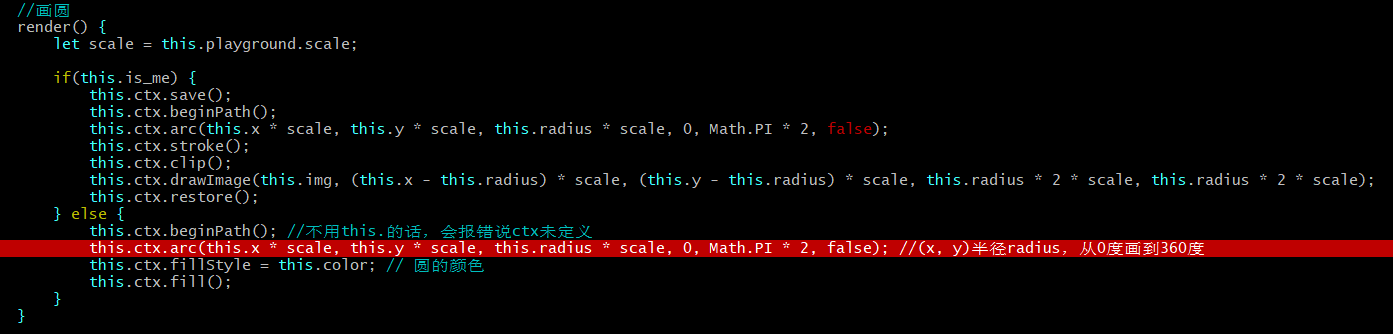 //画圆
render() {
    let scale = this.playground.scale;

    if(this.is_me) {
        this.ctx.save();
        this.ctx.beginPath();
        this.ctx.arc(this.x * scale, this.y * scale, this.radius * scale, 0, Math.PI * 2, false);
        this.ctx.stroke();
        this.ctx.clip();
        this.ctx.drawImage(this.img, (this.x - this.radius) * scale, (this.y - this.radius) * scale, this.radius * 2 * scale, this.radius * 2 * scale);
        this.ctx.restore();
    } else {
        this.ctx.beginPath(); //不用this.的话，会报错说ctx未定义
        this.ctx.arc(this.x * scale, this.y * scale, this.radius * scale, 0, Math.PI * 2, false); //(x, y)半径radius，从0度画到360度
        this.ctx.fillStyle = this.color; // 圆的颜色
        this.ctx.fill();
    }
}